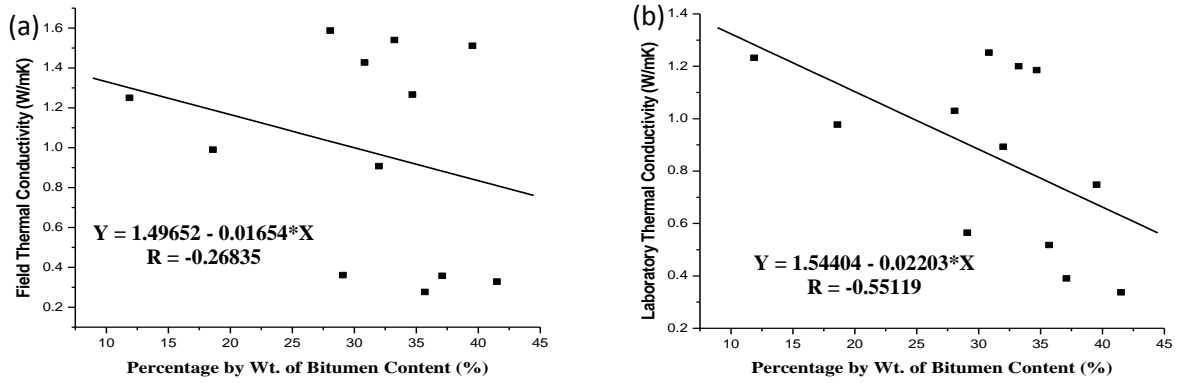 (a)
Field Thermal Conductivity (W/mK)
1.6
1.4
1.2
1.0
0.8
0.6
0.4
0.2
Y = 1.49652 - 0.01654*X
R = -0.26835
10 15 20 25 30 35 40 45
Percentage by Wt. of Bitumen Content (%)
(b)
Laboratory Thermal Conductivity (W/mK)
1.4
1.2
1.0
0.8
0.6
0.4
0.2
Y = 1.54404 - 0.02203*X
R = -0.55119
10 15 20 25 30 35 40 45
Percentage by Wt. of Bitumen Content (%)